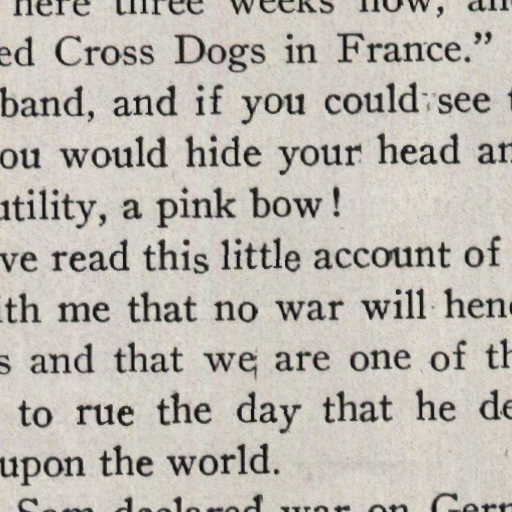 here three weeks now, an
ed Cross Dogs in France.”
band, and if you could see t
ou would hide your head an
utility, a pink bow!
ve read this little account of
ith me that no war will hen
s and that we are one of th
to rue the day that he de
upon the world.
Sam declared war on Germ